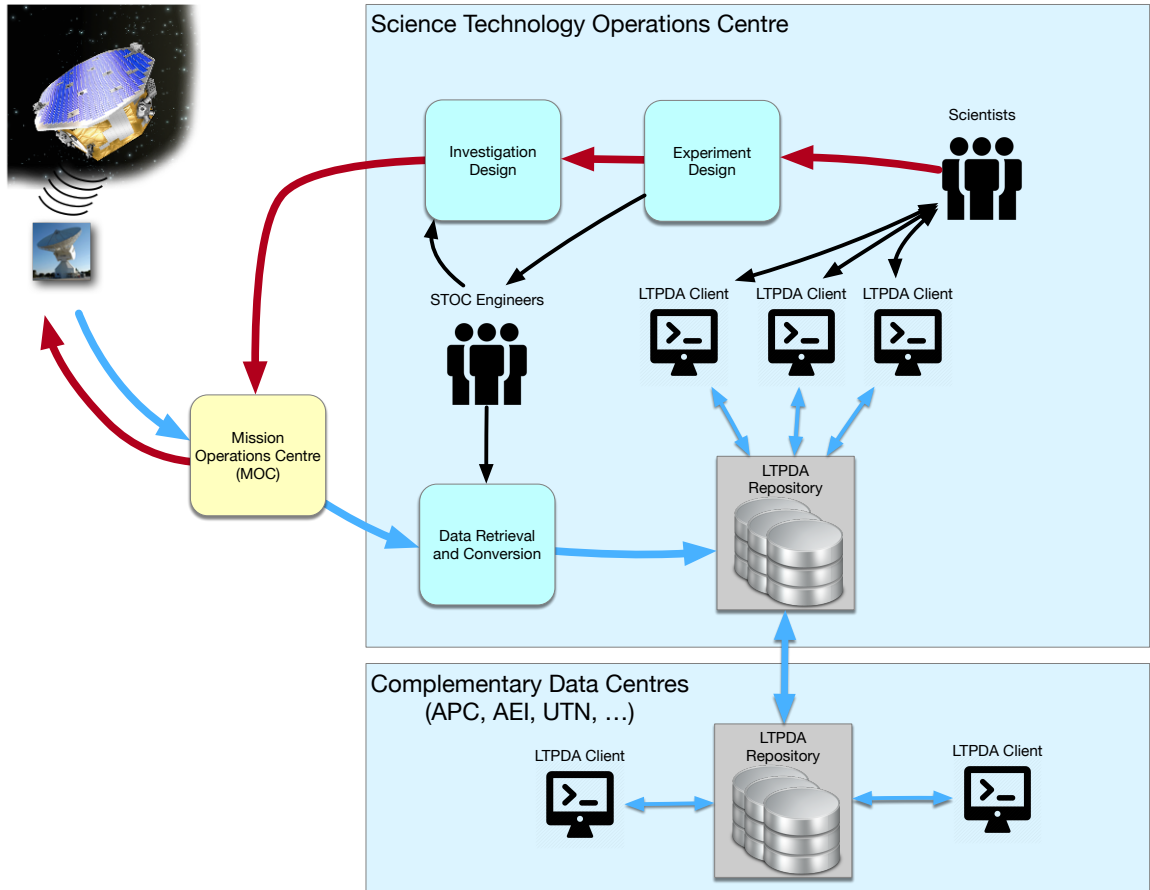 Science Technology Operations Centre
Scientists
Investigation
Design
Experiment
Design
STOC Engineers
LTPDA Client
LTPDA Client
LTPDA Client
Mission
Operations Centre
(MOC)
LTPDA
Repository
Data Retrieval
and Conversion
Complementary Data Centres
(APC, AEI, UTN, ...)
LTPDA Client
LTPDA
Repository
LTPDA Client